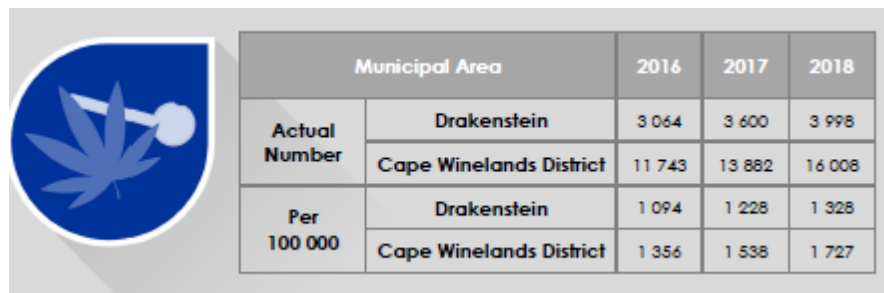 Municipal Area 2016 2017 2018
Actual Number Drakenstein 3 064 3 600 3 998
Cape Winelands District 11 743 13 882 16 008
Per 100 000 Drakenstein 1 094 1 228 1 328
Cape Winelands District 1 356 1 538 1 727